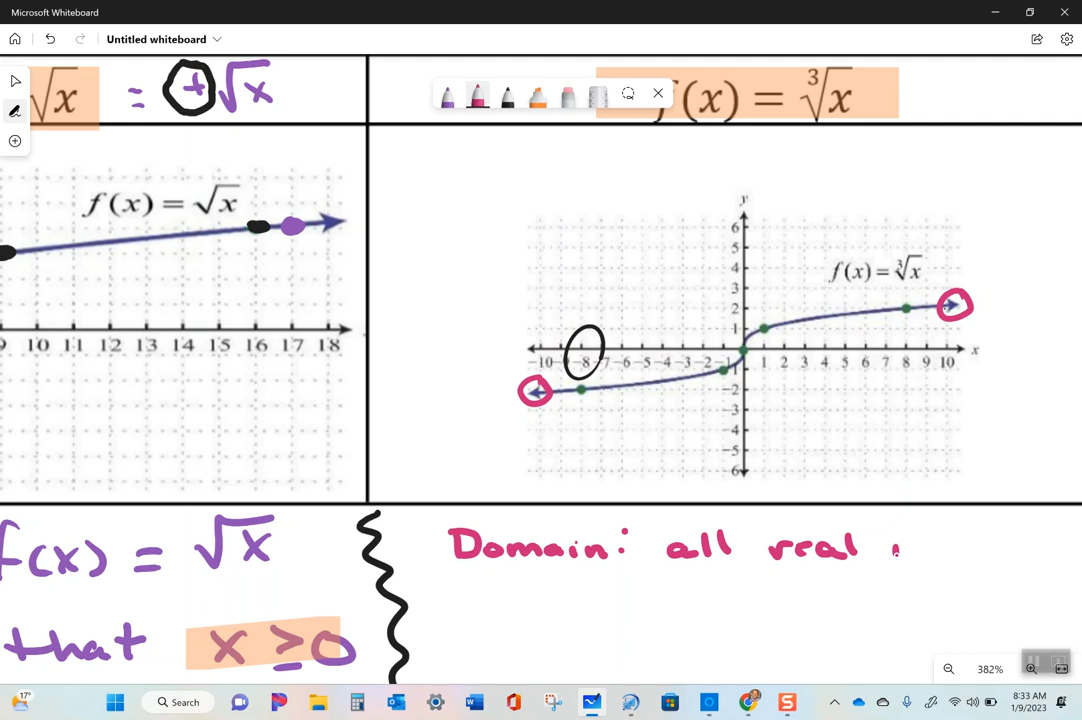 Microsoft Whiteboard
Untitled whiteboard
√x = +√x
f(x) = ∛x
f(x) = √x
10 11 12 13 14 15 16 17 18
y
6
5
4
3
2
1
f(x) = ∛x
x
-10 -9 -8 -7 -6 -5 -4 -3 -2 -1 1 2 3 4 5 6 7 8 9 10
-1
-2
-3
-4
-5
-6
f(x) = √x
that x ≥ 0
Domain: all real
382%
17°
Search
8:33 AM
1/9/2023